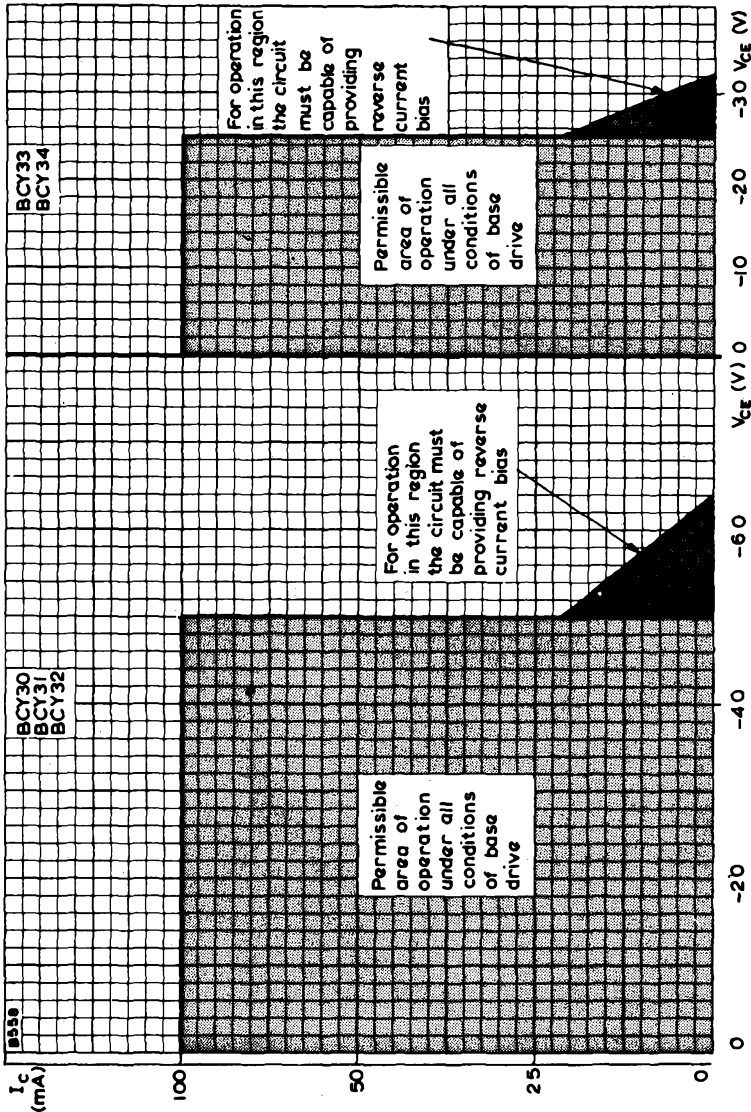 B558
I_C
(mA)
100
50
25
0
BCY30
BCY31
BCY32
Permissible
area of
operation
under all
conditions
of base
drive
For operation
in this region
the circuit must
be capable of
providing reverse
current bias
0
-20
-40
-60
V_CE (V)
BCY33
BCY34
Permissible
area of
operation
under all
conditions
of base
drive
For operation
in this region
the circuit
must be
capable of
providing
reverse
current
bias
0
-10
-20
-30
V_CE (V)